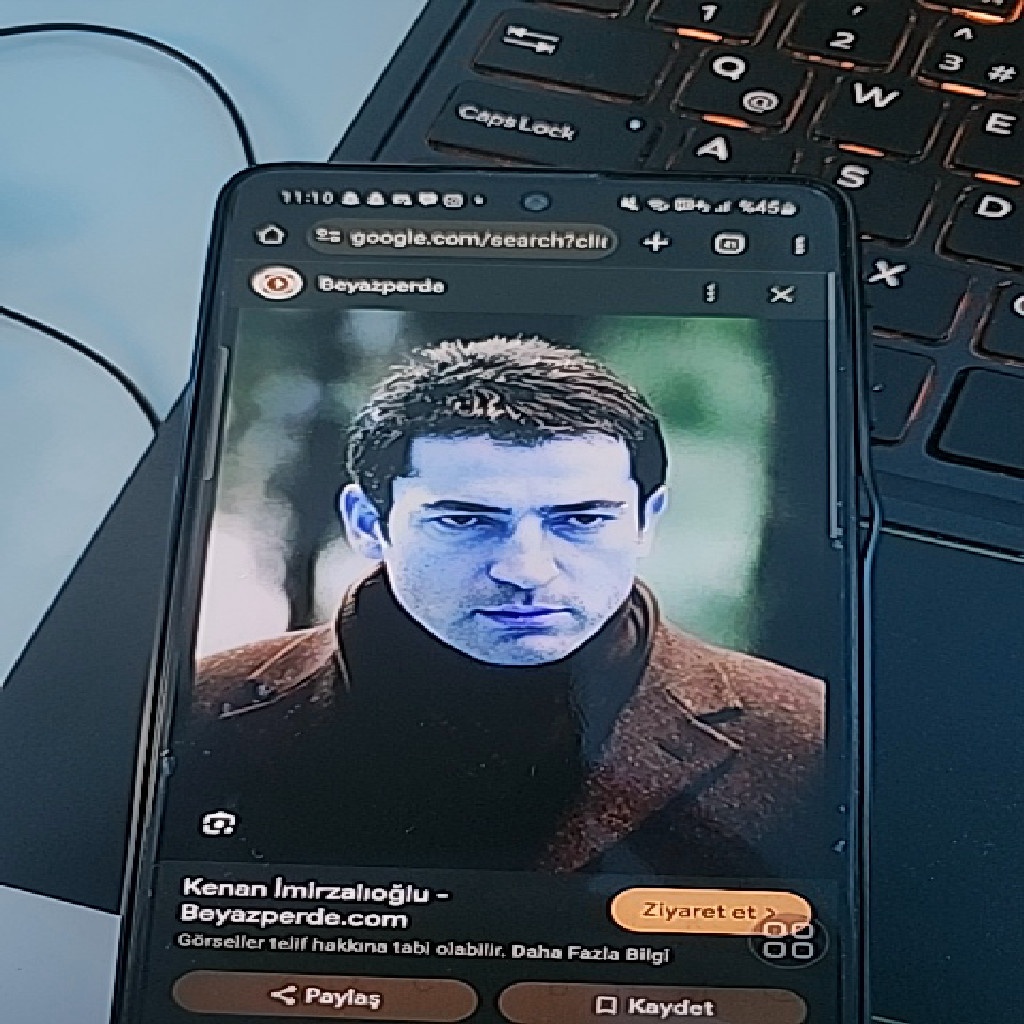 1
2
3 #
Q @
W
E
Caps Lock
A
S
D
X
11:10
%45
google.com/search?clie
Beyazperde
Kenan İmirzalıoğlu -
Beyazperde.com
Ziyaret et >
Görseller telif hakkına tabi olabilir. Daha Fazla Bilgi
Paylaş
Kaydet